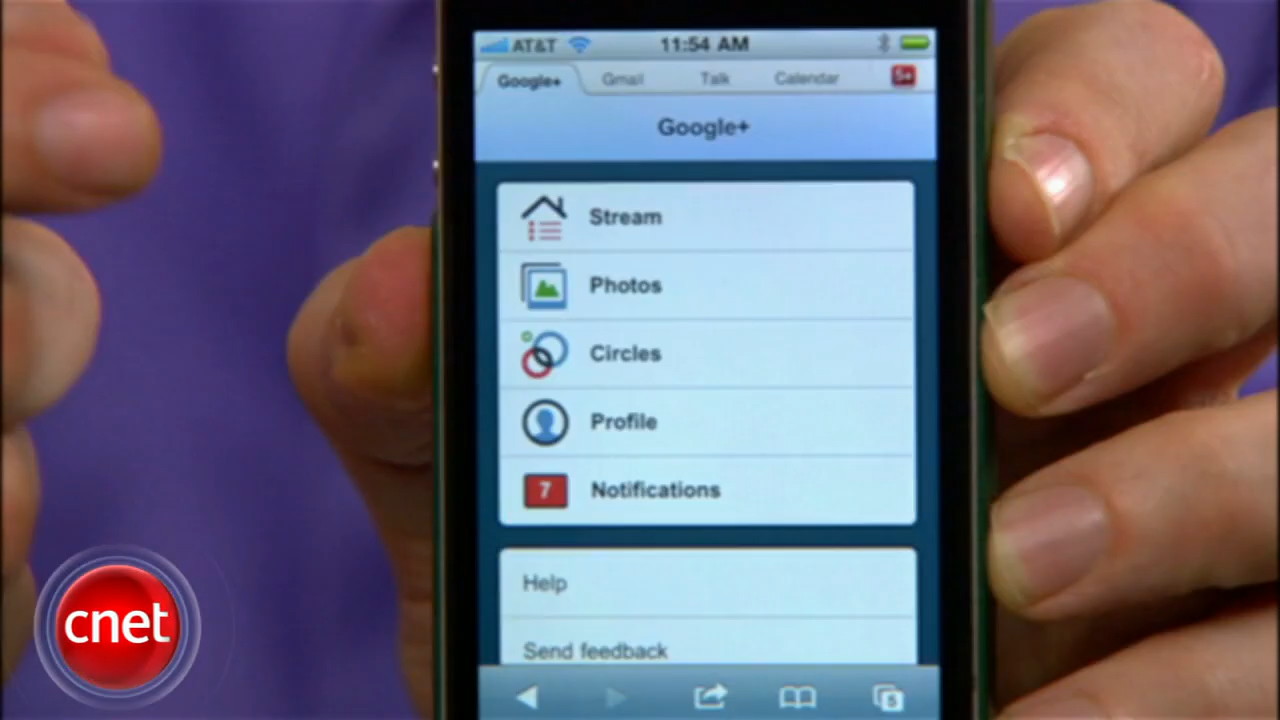 AT&T 11:54 AM
Google+ Gmail Talk Calendar 5+
Google+
Stream
Photos
Circles
Profile
7 Notifications
Help
Send feedback
5
cnet